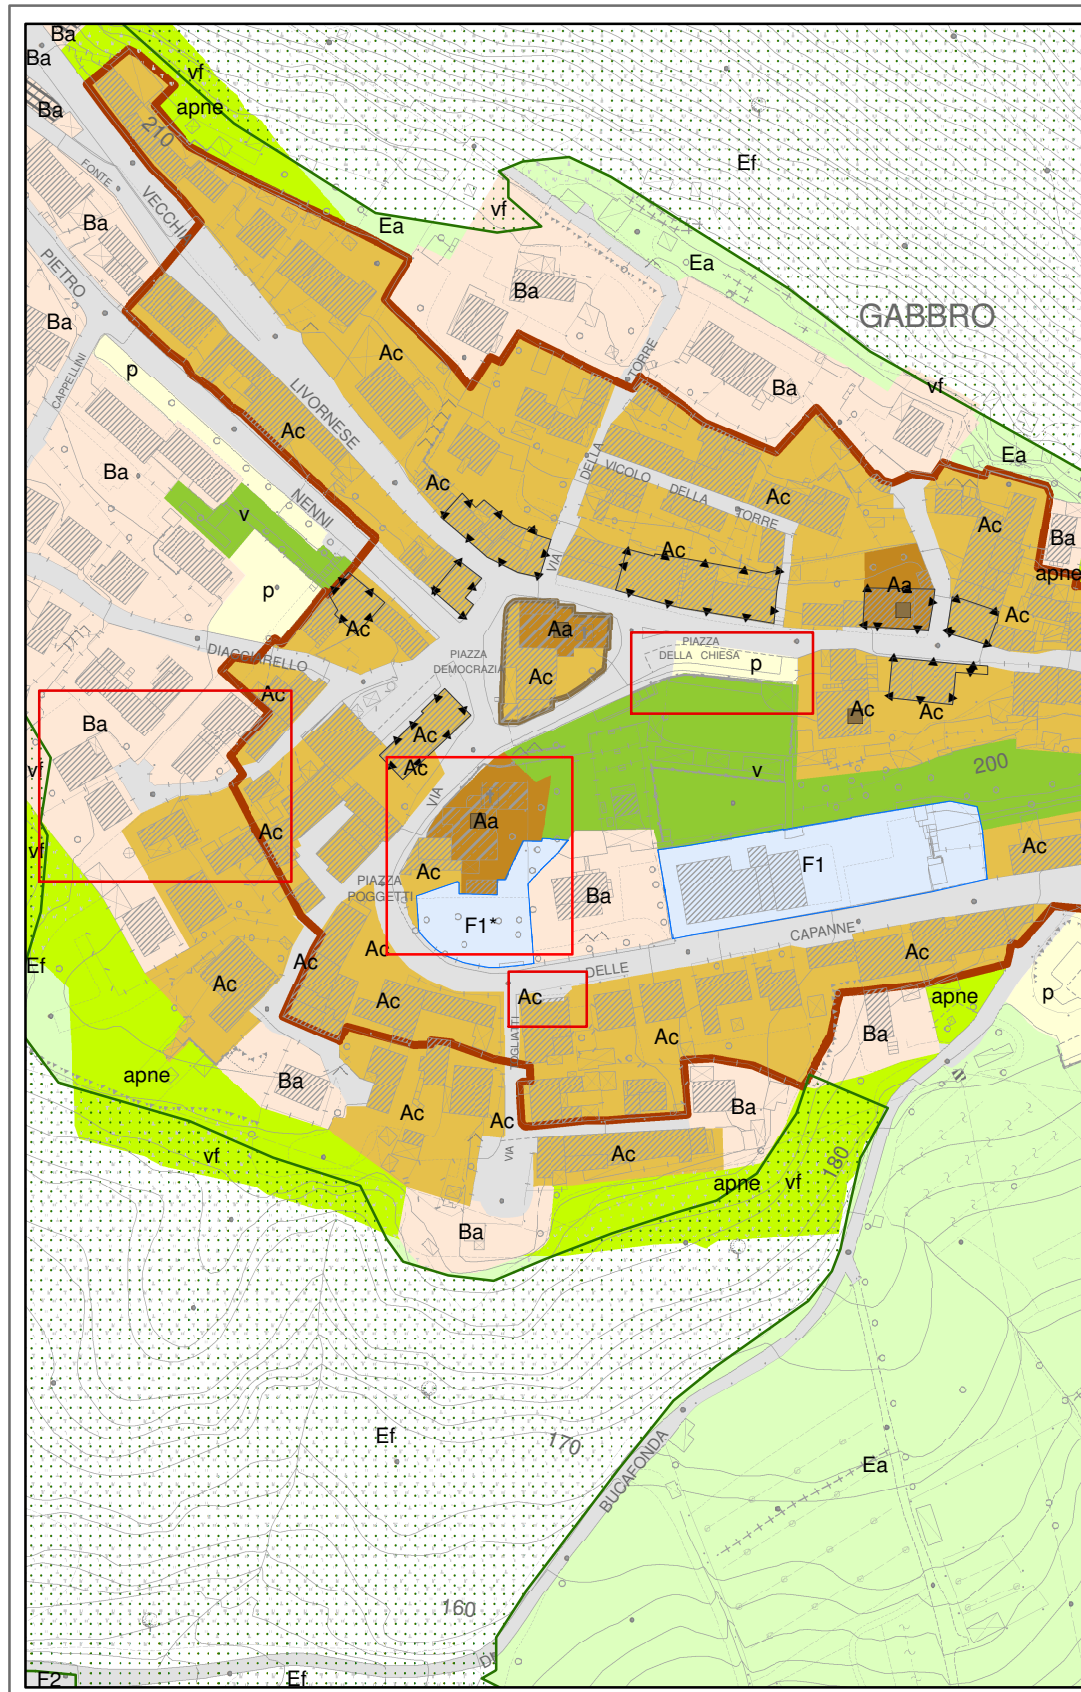 Ba
Ba
vf
Ba
apne
210
Ef
FONTE
VECCHIA
vf
Ba
Ea
Ea
PIETRO
Ba
GABBRO
Ba
Ac
TORRE
p
CAPPELLINI
LIVORNESE
Ba
vf
Ac
Ea
Ba
Ac
DELLA
VICOLO DELLA TORRE
Ac
NENNI
Ac
v
Ac
Ba
VIA
apne
p
Aa
Ac
Ac
Aa
DIACCIARELLO
PIAZZA
DEMOCRAZIA
PIAZZA
DELLA CHIESA
p
Ac
Ac
Ba
Ac
Ac
Ac
Ac
vf
v
200
VIA
Aa
Ac
vf
Ac
F1
Ac
PIAZZA
POGGETTI
Ba
F1*
CAPANNE
Ac
Ac
Ac
Ef
DELLE
Ac
Ac
Ac
apne
p
Ac
Ba
OGLIATTI
apne
Ba
Ba
Ac
Ac
VIA
Ac
vf
180
apne
vf
Ba
Ef
170
BUCAFONDA
Ea
160
DI
F2
Ef